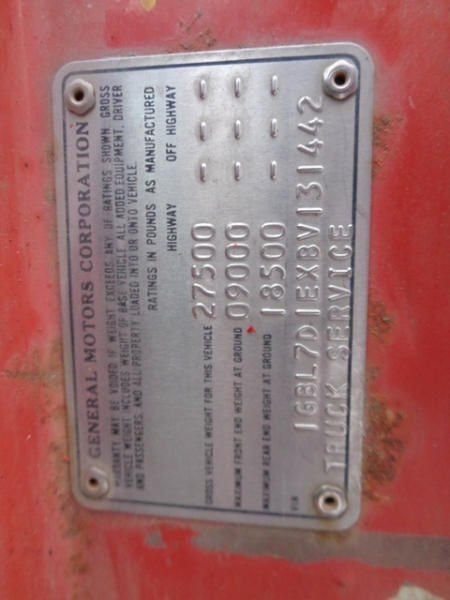 GENERAL MOTORS CORPORATION
WARRANTY MAY BE VOIDED IF WEIGHT EXCEEDS ANY OF RATINGS SHOWN. GROSS
VEHICLE WEIGHT INCLUDES WEIGHT OF BASE VEHICLE, ALL ADDED EQUIPMENT, DRIVER
AND PASSENGERS, AND ALL PROPERTY LOADED INTO OR ONTO VEHICLE.
RATINGS IN POUNDS AS MANUFACTURED
HIGHWAY OFF HIGHWAY
GROSS VEHICLE WEIGHT FOR THIS VEHICLE 27500 - - -
MAXIMUM FRONT END WEIGHT AT GROUND 09000 - - -
MAXIMUM REAR END WEIGHT AT GROUND 18500 - - -
VIN 1GBL7D1EXBV131442
TRUCK SERVICE